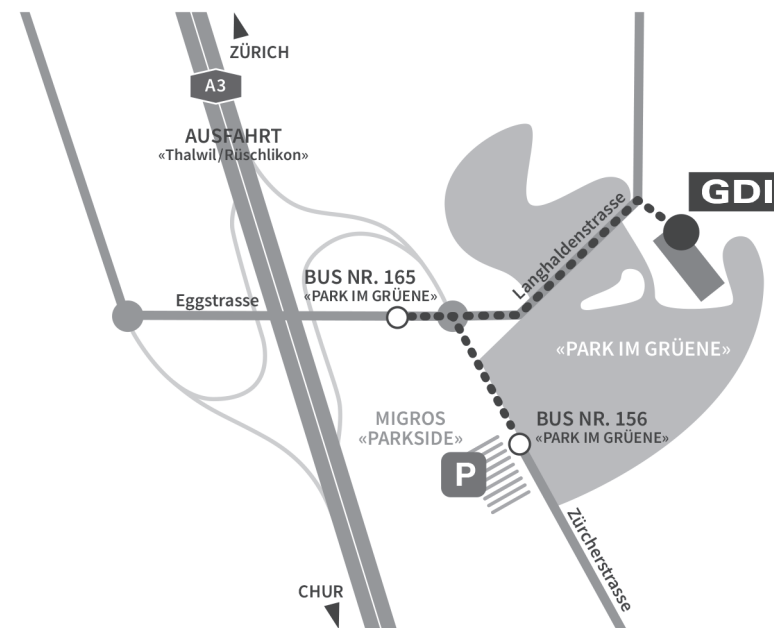 ZÜRICH
A3
AUSFAHRT
«Thalwil/Rüschlikon»
GDI
Langhaldenstrasse
BUS NR. 165
«PARK IM GRÜENE»
Eggstrasse
«PARK IM GRÜENE»
MIGROS
«PARKSIDE»
BUS NR. 156
«PARK IM GRÜENE»
P
Zürcherstrasse
CHUR